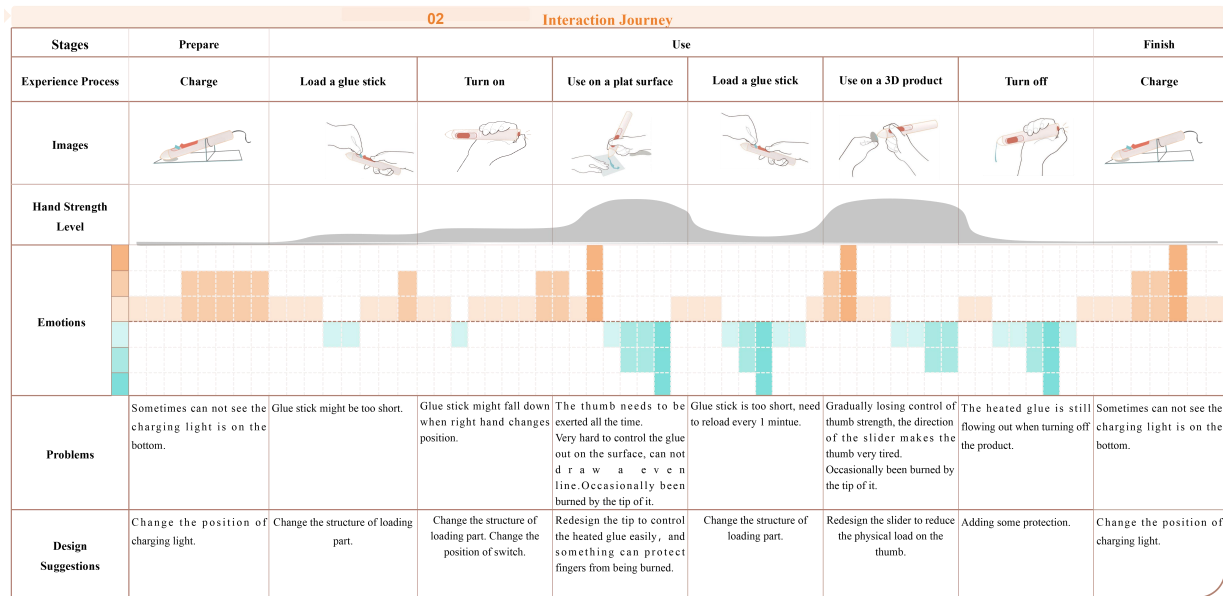 02 Interaction Journey
Stages Prepare Use Finish
Experience Process Charge Load a glue stick Turn on Use on a plat surface Load a glue stick Use on a 3D product Turn off Charge
Images
Hand Strength
Level
Emotions
Problems
Sometimes can not see the
charging light is on the
bottom.
Glue stick might be too short.
Glue stick might fall down
when right hand changes
position.
The thumb needs to be
exerted all the time.
Very hard to control the glue
out on the surface, can not
draw a even
line.Occasionally been
burned by the tip of it.
Glue stick is too short, need
to reload every 1 mintue.
Gradually losing control of
thumb strength, the direction
of the slider makes the
thumb very tired.
Occasionally been burned by
the tip of it.
The heated glue is still
flowing out when turning off
the product.
Sometimes can not see the
charging light is on the
bottom.
Design
Suggestions
Change the position of
charging light.
Change the structure of loading
part.
Change the structure of
loading part. Change the
position of switch.
Redesign the tip to control
the heated glue easily, and
something can protect
fingers from being burned.
Change the structure of
loading part.
Redesign the slider to reduce
the physical load on the
thumb.
Adding some protection.
Change the position of
charging light.